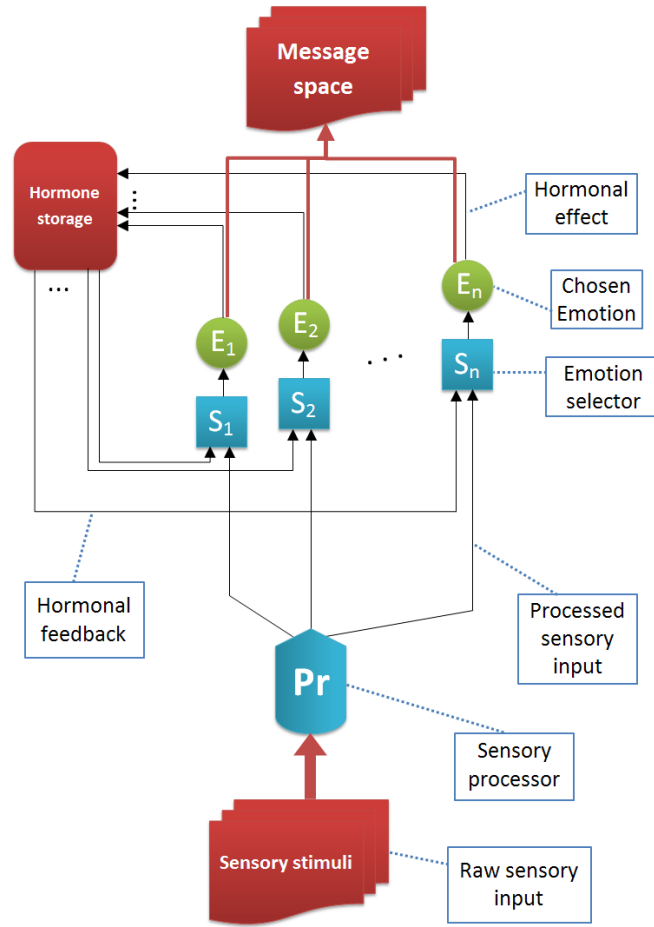 Message
space
Hormone
storage
...
Hormonal
effect
...
E₁
E₂
Eₙ
Chosen
Emotion
S₁
S₂
. . .
Sₙ
Emotion
selector
Hormonal
feedback
Processed
sensory
input
Pr
Sensory
processor
Sensory stimuli
Raw sensory
input